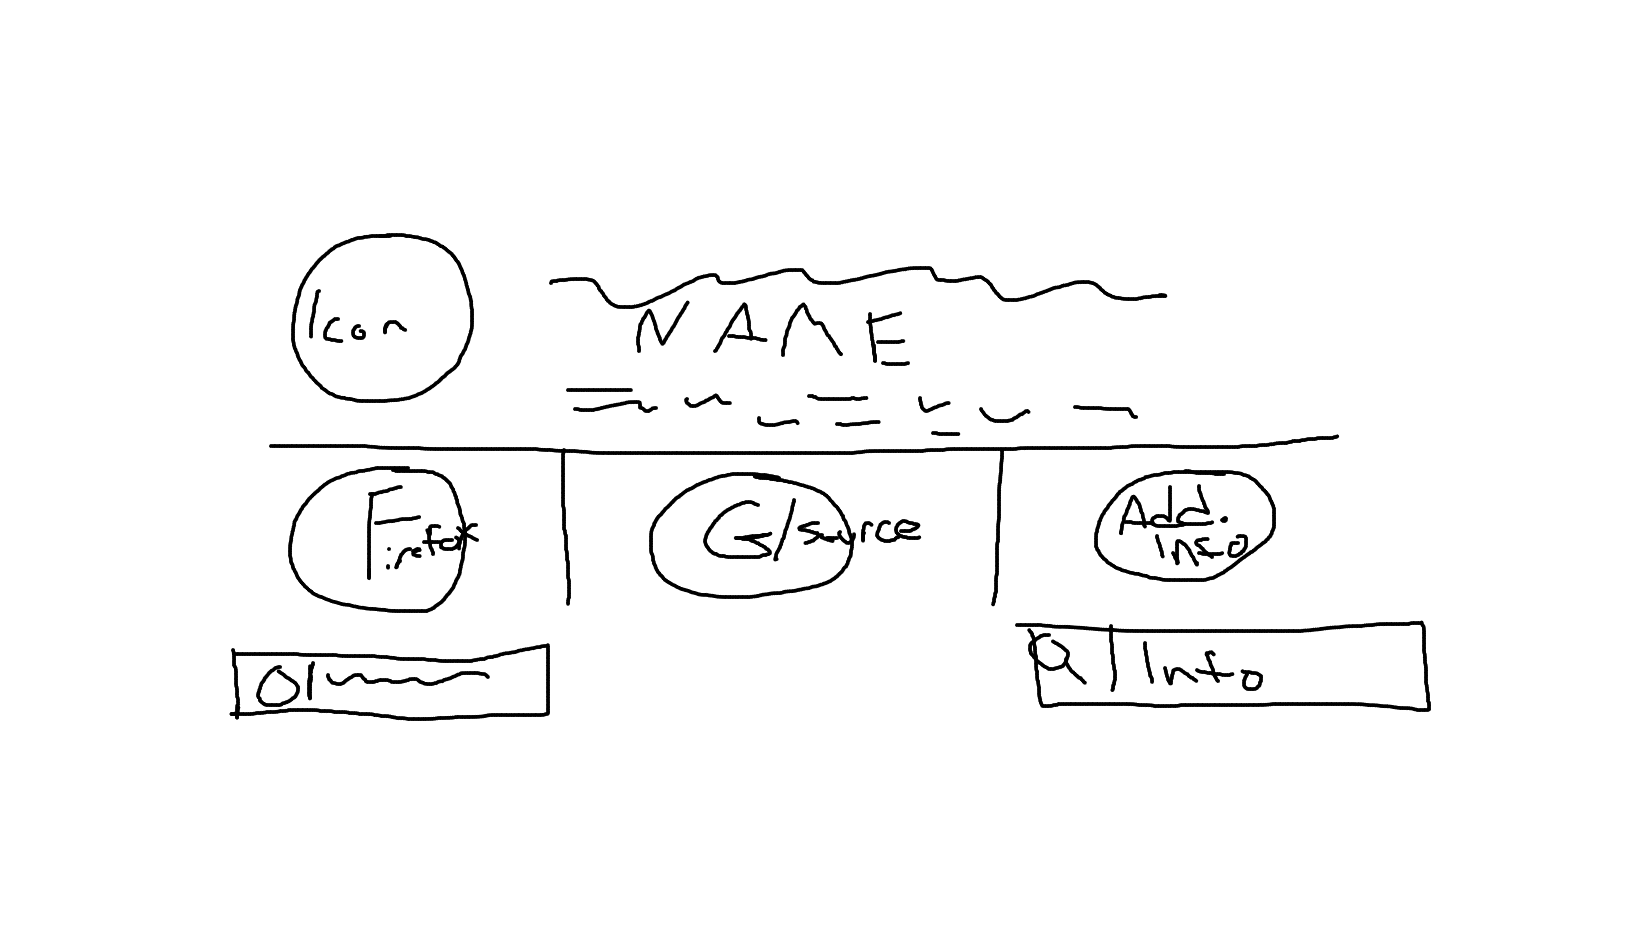 Icon
NAME
Firefox
G/source
Add.
Info
Info